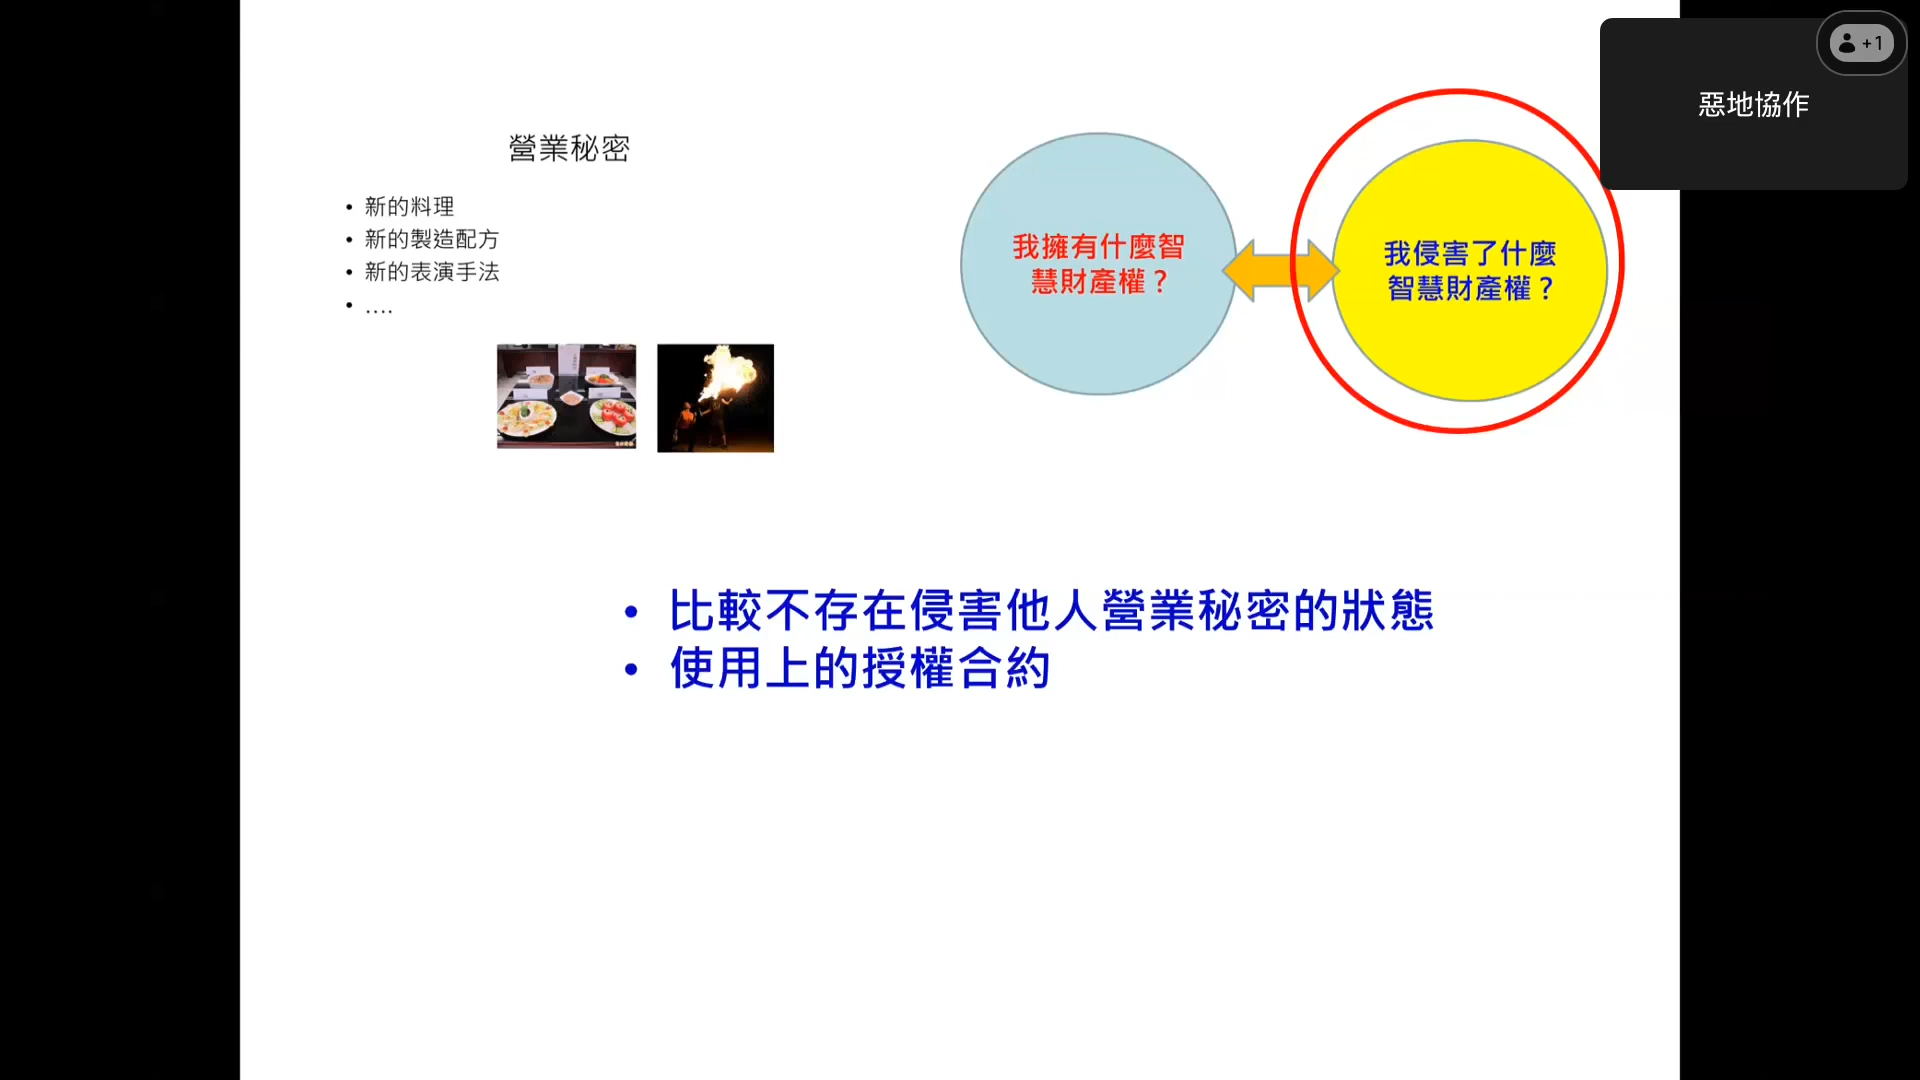 營業秘密
• 新的料理
• 新的製造配方
• 新的表演手法
• ....
我擁有什麼智
慧財產權？
我侵害了什麼
智慧財產權？
+1
惡地協作
• 比較不存在侵害他人營業秘密的狀態
• 使用上的授權合約